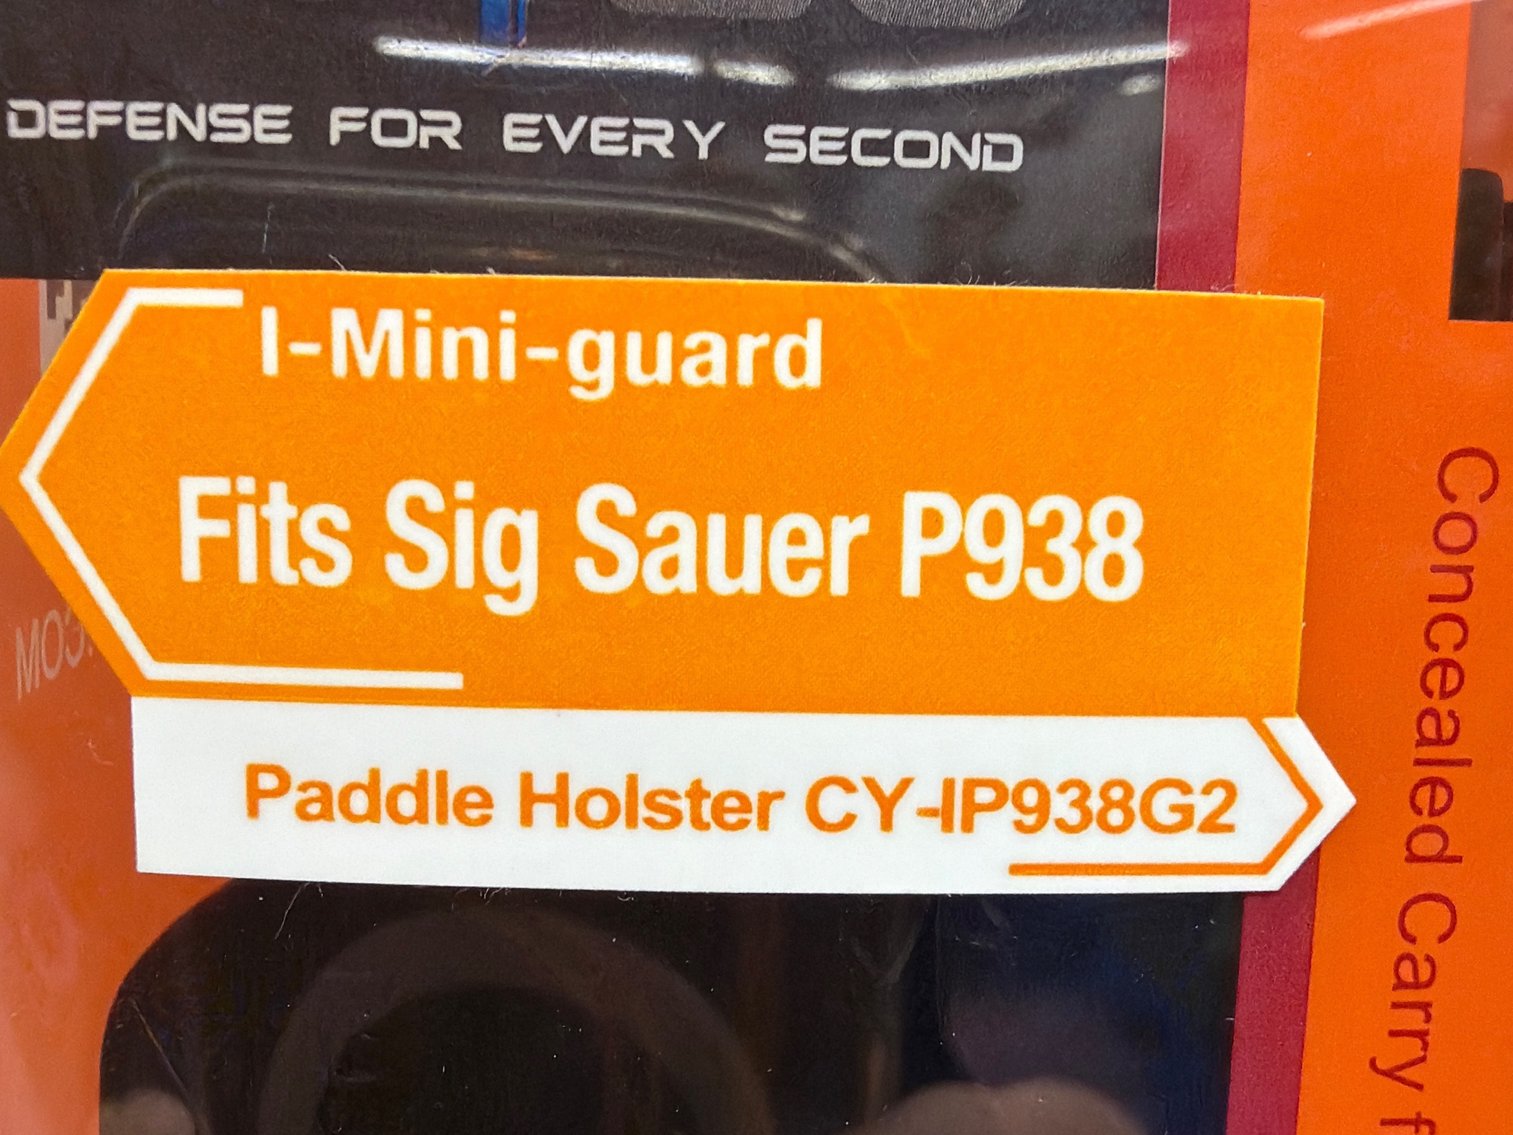 DEFENSE FOR EVERY SECOND
I-Mini-guard
Fits Sig Sauer P938
Paddle Holster CY-IP938G2
Concealed Carry